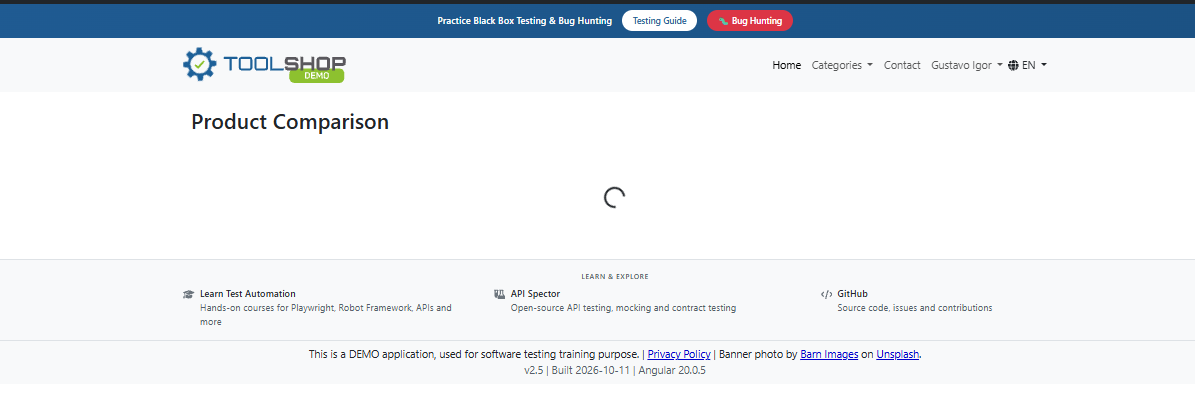 Practice Black Box Testing & Bug Hunting Testing Guide Bug Hunting
TOOLSHOP
DEMO
Home Categories Contact Gustavo Igor EN
Product Comparison
LEARN & EXPLORE
Learn Test Automation
Hands-on courses for Playwright, Robot Framework, APIs and
more
API Spector
Open-source API testing, mocking and contract testing
GitHub
Source code, issues and contributions
This is a DEMO application, used for software testing training purpose. | Privacy Policy | Banner photo by Barn Images on Unsplash.
v2.5 | Built 2026-10-11 | Angular 20.0.5